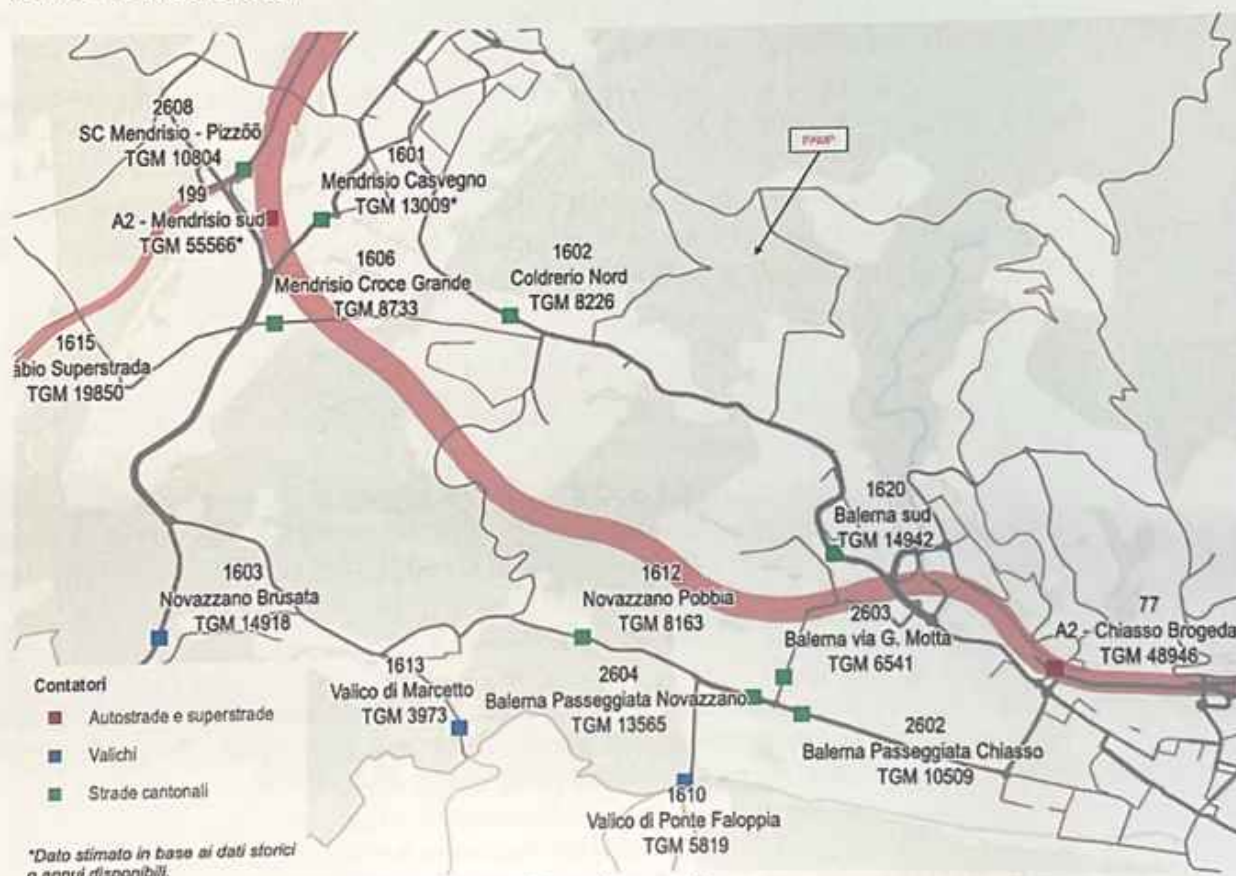 2608
SC Mendrisio - Pizzöö
TGM 10804
199
A2 - Mendrisio sud
TGM 55566*
1601
Mendrisio Casvegno
TGM 13009*
1606
Mendrisio Croce Grande
TGM 8733
1602
Coldrerio Nord
TGM 8226
1615
abio Superstrada
TGM 19850
1620
Balerna sud
TGM 14942
1603
Novazzano Brusata
TGM 14918
1612
Novazzano Pobbia
TGM 8163
2603
Balerna via G. Motta
TGM 6541
77
A2 - Chiasso Brogeda
TGM 48946
1613
Valico di Marcetto
TGM 3973
2604
Balerna Passeggiata Novazzano
TGM 13565
2602
Balerna Passeggiata Chiasso
TGM 10509
1610
Valico di Ponte Faloppia
TGM 5819
Contatori
Autostrade e superstrade
Valichi
Strade cantonali
*Dato stimato in base ai dati storici
disponibili.